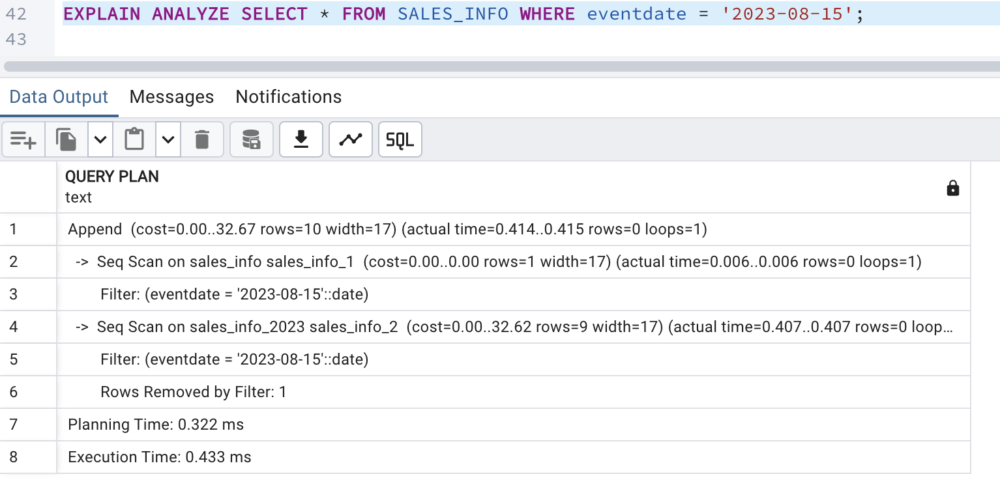 42 EXPLAIN ANALYZE SELECT * FROM SALES_INFO WHERE eventdate = '2023-08-15';
43
Data Output Messages Notifications
SQL
QUERY PLAN
text
1 Append (cost=0.00..32.67 rows=10 width=17) (actual time=0.414..0.415 rows=0 loops=1)
2 -> Seq Scan on sales_info sales_info_1 (cost=0.00..0.00 rows=1 width=17) (actual time=0.006..0.006 rows=0 loops=1)
3 Filter: (eventdate = '2023-08-15'::date)
4 -> Seq Scan on sales_info_2023 sales_info_2 (cost=0.00..32.62 rows=9 width=17) (actual time=0.407..0.407 rows=0 loop...
5 Filter: (eventdate = '2023-08-15'::date)
6 Rows Removed by Filter: 1
7 Planning Time: 0.322 ms
8 Execution Time: 0.433 ms